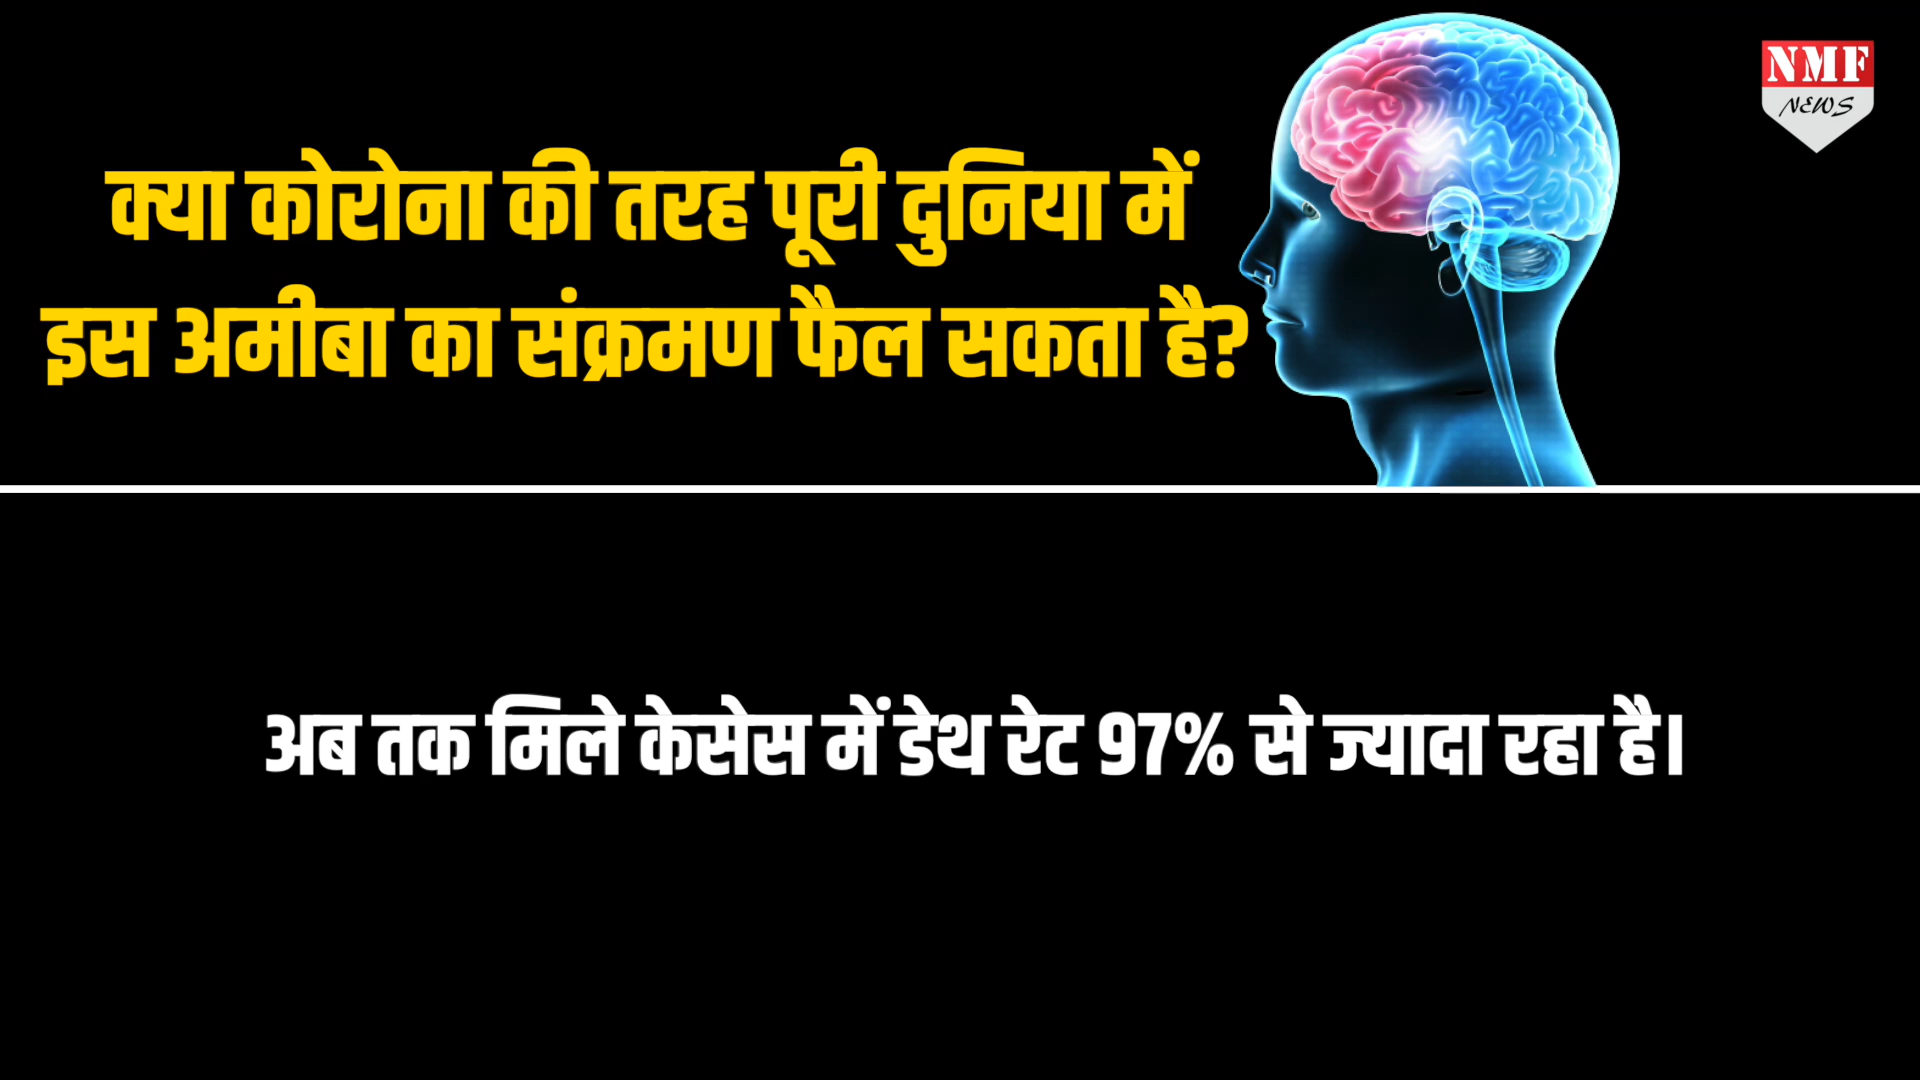 NMF
NEWS
क्या कोरोना की तरह पूरी दुनिया में
इस अमीबा का संक्रमण फैल सकता है?
अब तक मिले केसेस में डेथ रेट 97% से ज्यादा रहा है।